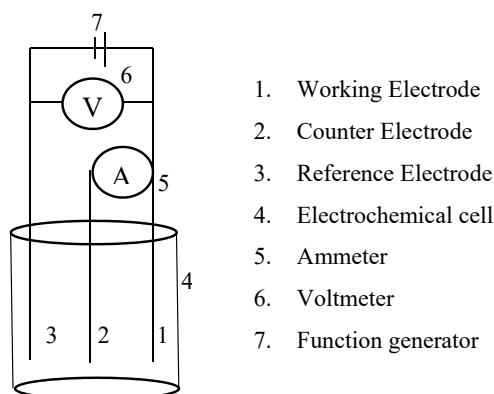 7
6
V
A
5
4
3 2 1
1. Working Electrode
2. Counter Electrode
3. Reference Electrode
4. Electrochemical cell
5. Ammeter
6. Voltmeter
7. Function generator